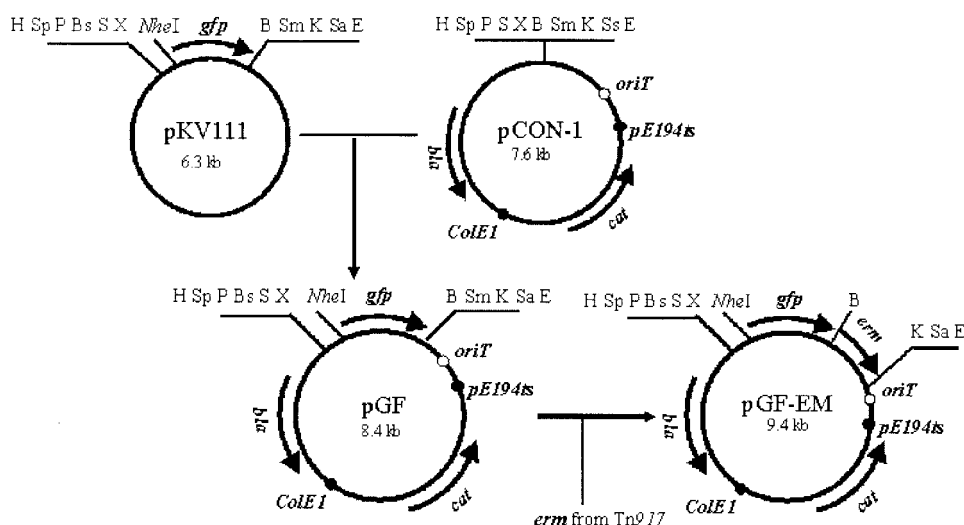 H Sp P Bs S X NheI gfp B Sm K Sa E
pKV111
6.3 kb
H Sp P S X B Sm K Ss E
oriT
pE194ts
pCON-1
7.6 kb
bla
cat
ColE1
H Sp P Bs S X NheI gfp B Sm K Sa E
oriT
pE194ts
pGF
8.4 kb
bla
cat
ColE1
H Sp P Bs S X NheI gfp B
erm
K Sa E
oriT
pE194ts
pGF-EM
9.4 kb
bla
cat
ColE1
erm from Tn917